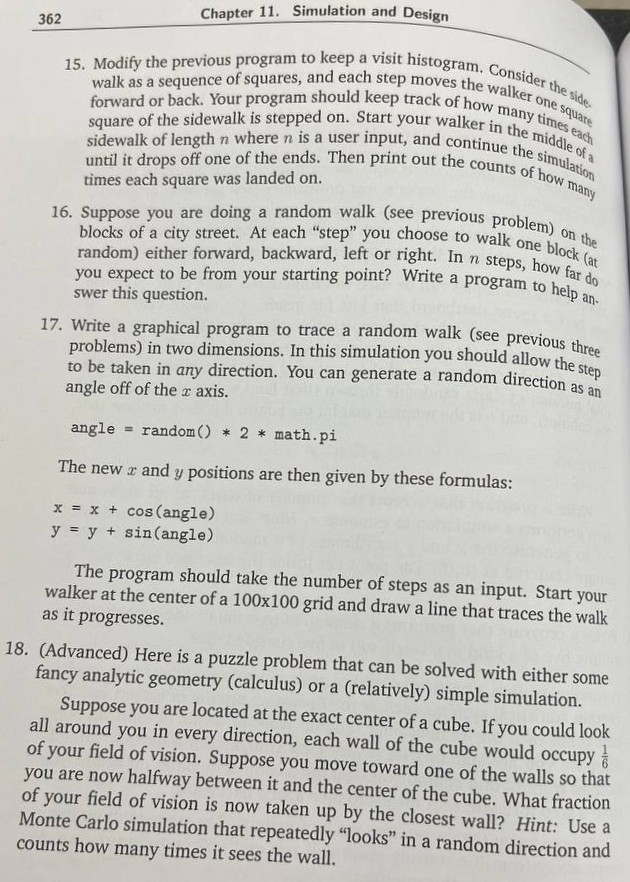 362
Chapter 11. Simulation and Design
15. Modify the previous program to keep a visit histogram. Consider the side-
walk as a sequence of squares, and each step moves the walker one square
forward or back. Your program should keep track of how many times each
square of the sidewalk is stepped on. Start your walker in the middle of a
sidewalk of length n where n is a user input, and continue the simulation
until it drops off one of the ends. Then print out the counts of how many
times each square was landed on.
16. Suppose you are doing a random walk (see previous problem) on the
blocks of a city street. At each “step” you choose to walk one block (at
random) either forward, backward, left or right. In n steps, how far do
you expect to be from your starting point? Write a program to help an-
swer this question.
17. Write a graphical program to trace a random walk (see previous three
problems) in two dimensions. In this simulation you should allow the step
to be taken in any direction. You can generate a random direction as an
angle off of the x axis.
angle = random() * 2 * math.pi
The new x and y positions are then given by these formulas:
x = x + cos(angle)
y = y + sin(angle)
The program should take the number of steps as an input. Start your
walker at the center of a 100x100 grid and draw a line that traces the walk
as it progresses.
18. (Advanced) Here is a puzzle problem that can be solved with either some
fancy analytic geometry (calculus) or a (relatively) simple simulation.
Suppose you are located at the exact center of a cube. If you could look
all around you in every direction, each wall of the cube would occupy 1/6
of your field of vision. Suppose you move toward one of the walls so that
you are now halfway between it and the center of the cube. What fraction
of your field of vision is now taken up by the closest wall? Hint: Use a
Monte Carlo simulation that repeatedly “looks” in a random direction and
counts how many times it sees the wall.